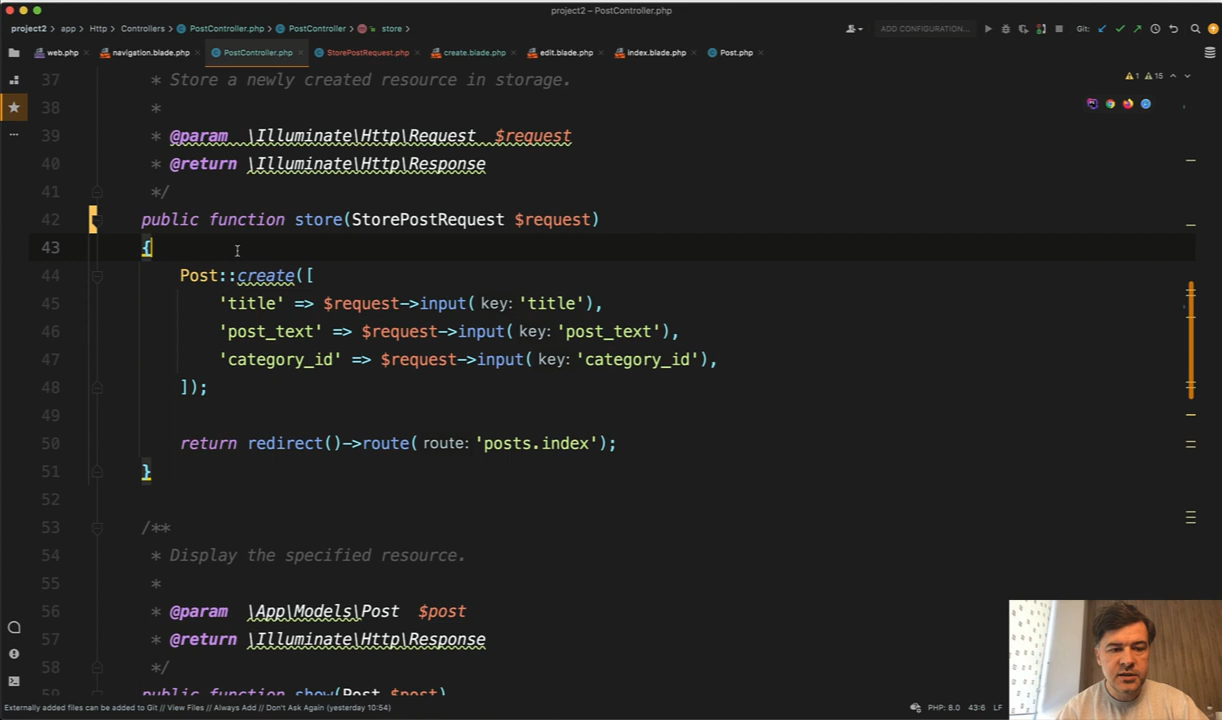 project2 – PostController.php
project2 › app › Http › Controllers › PostController.php › PostController › store ›
ADD CONFIGURATION...
Git:
web.php
navigation.blade.php
PostController.php
StorePostRequest.php
create.blade.php
edit.blade.php
index.blade.php
Post.php
1 15
37 * Store a newly created resource in storage.
38 *
39 * @param \Illuminate\Http\Request $request
40 * @return \Illuminate\Http\Response
41 */
42 public function store(StorePostRequest $request)
43 {
44 Post::create([
45 'title' => $request->input( key: 'title'),
46 'post_text' => $request->input( key: 'post_text'),
47 'category_id' => $request->input( key: 'category_id'),
48 ]);
49
50 return redirect()->route( route: 'posts.index');
51 }
52
53 /**
54 * Display the specified resource.
55 *
56 * @param \App\Models\Post $post
57 * @return \Illuminate\Http\Response
58 */
59 public function show(Post $post)
Externally added files can be added to Git // View Files // Always Add // Don't Ask Again (yesterday 10:54)
PHP: 8.0 43:6 LF